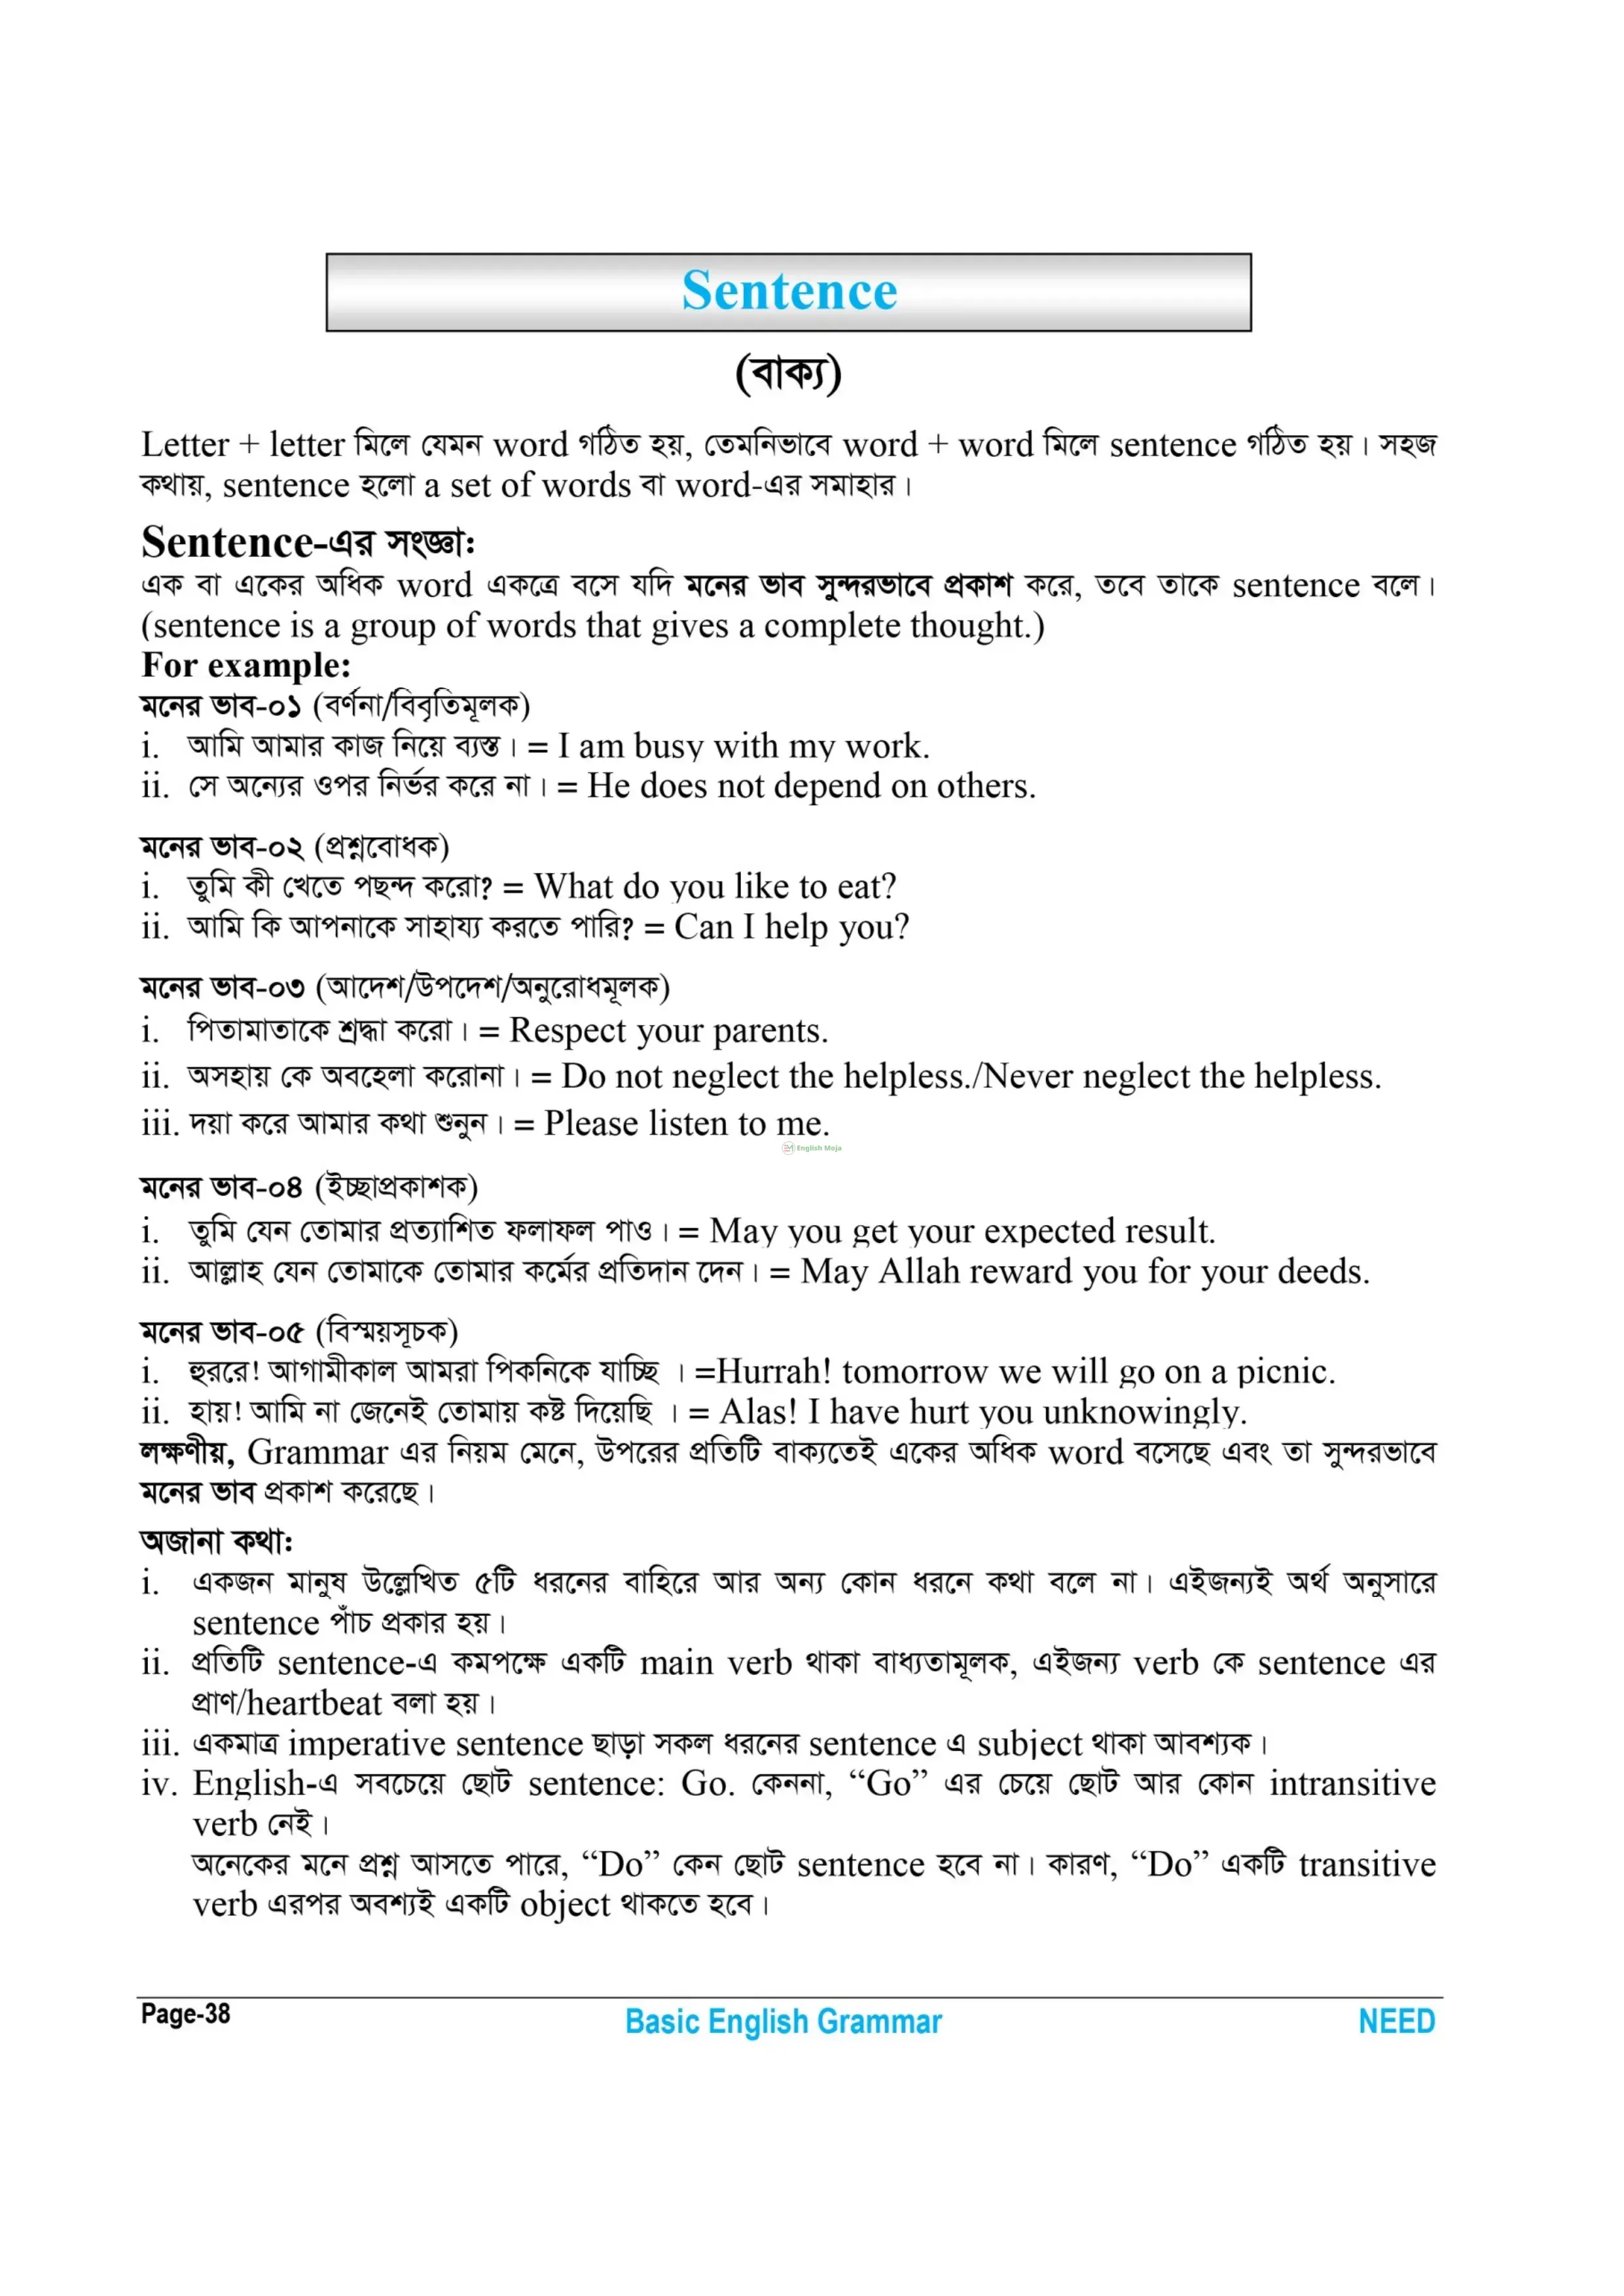 Sentence
(বাক্য)
Letter + letter মিলে যেমন word গঠিত হয়, তেমনিভাবে word + word মিলে sentence গঠিত হয়। সহজ
কথায়, sentence হলো a set of words বা word-এর সমাহার।
Sentence-এর সংজ্ঞাঃ
এক বা একের অধিক word একত্রে বসে যদি মনের ভাব সুন্দরভাবে প্রকাশ করে, তবে তাকে sentence বলে।
(sentence is a group of words that gives a complete thought.)
For example:
মনের ভাব-০১ (বর্ণনা/বিবৃতিমূলক)
i. আমি আমার কাজ নিয়ে ব্যস্ত। = I am busy with my work.
ii. সে অন্যের ওপর নির্ভর করে না। = He does not depend on others.
মনের ভাব-০২ (প্রশ্নবোধক)
i. তুমি কী খেতে পছন্দ করো? = What do you like to eat?
ii. আমি কি আপনাকে সাহায্য করতে পারি? = Can I help you?
মনের ভাব-০৩ (আদেশ/উপদেশ/অনুরোধমূলক)
i. পিতামাতাকে শ্রদ্ধা করো। = Respect your parents.
ii. অসহায় কে অবহেলা করোনা। = Do not neglect the helpless./Never neglect the helpless.
iii. দয়া করে আমার কথা শুনুন। = Please listen to me.
English Moja
মনের ভাব-০৪ (ইচ্ছাপ্রকাশক)
i. তুমি যেন তোমার প্রত্যাশিত ফলাফল পাও। = May you get your expected result.
ii. আল্লাহ যেন তোমাকে তোমার কর্মের প্রতিদান দেন। = May Allah reward you for your deeds.
মনের ভাব-০৫ (বিস্ময়সূচক)
i. হুররে! আগামীকাল আমরা পিকনিকে যাচ্ছি । =Hurrah! tomorrow we will go on a picnic.
ii. হায়! আমি না জেনেই তোমায় কষ্ট দিয়েছি । = Alas! I have hurt you unknowingly.
লক্ষণীয়, Grammar এর নিয়ম মেনে, উপরের প্রতিটি বাক্যতেই একের অধিক word বসেছে এবং তা সুন্দরভাবে
মনের ভাব প্রকাশ করেছে।
অজানা কথাঃ
i. একজন মানুষ উল্লেখিত ৫টি ধরনের বাহিরে আর অন্য কোন ধরনে কথা বলে না। এইজন্যই অর্থ অনুসারে
sentence পাঁচ প্রকার হয়।
ii. প্রতিটি sentence-এ কমপক্ষে একটি main verb থাকা বাধ্যতামূলক, এইজন্য verb কে sentence এর
প্রাণ/heartbeat বলা হয়।
iii. একমাত্র imperative sentence ছাড়া সকল ধরনের sentence এ subject থাকা আবশ্যক।
iv. English-এ সবচেয়ে ছোট sentence: Go. কেননা, “Go” এর চেয়ে ছোট আর কোন intransitive
verb নেই।
অনেকের মনে প্রশ্ন আসতে পারে, “Do” কেন ছোট sentence হবে না। কারণ, “Do” একটি transitive
verb এরপর অবশ্যই একটি object থাকতে হবে।
Page-38 Basic English Grammar NEED